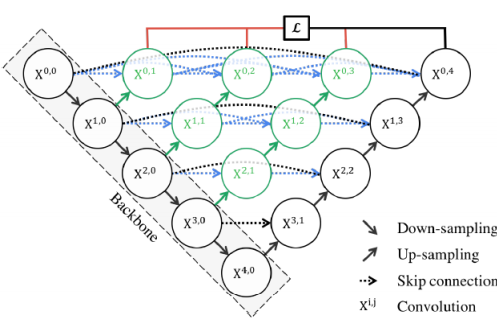 L
X0,0 X0,1 X0,2 X0,3 X0,4
X1,0 X1,1 X1,2 X1,3
X2,0 X2,1 X2,2
X3,0 X3,1
X4,0
Backbone
Down-sampling
Up-sampling
Skip connection
Xi,j Convolution